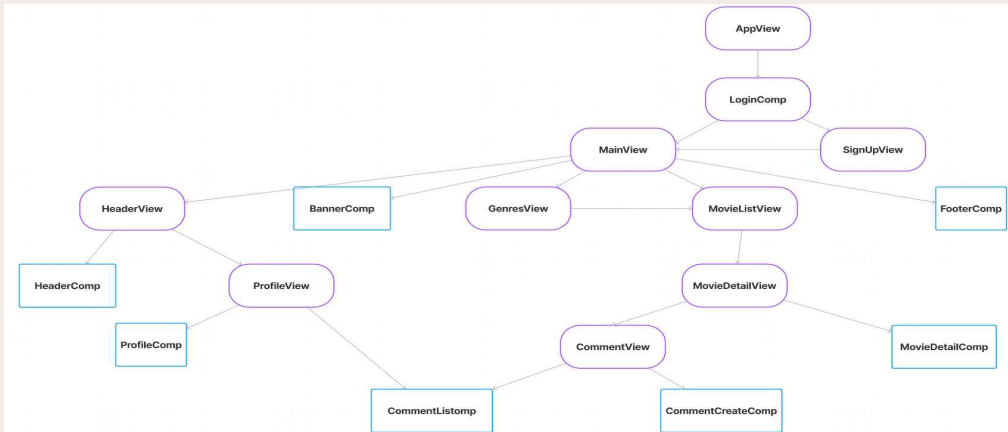 AppView
LoginComp
MainView
SignUpView
HeaderView
BannerComp
GenresView
MovieListView
FooterComp
HeaderComp
ProfileView
MovieDetailView
ProfileComp
CommentView
MovieDetailComp
CommentListomp
CommentCreateComp